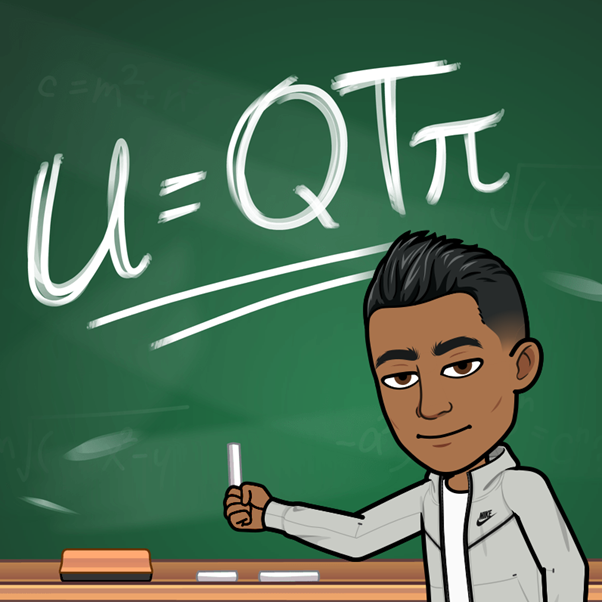 U = QTπ
NIKE